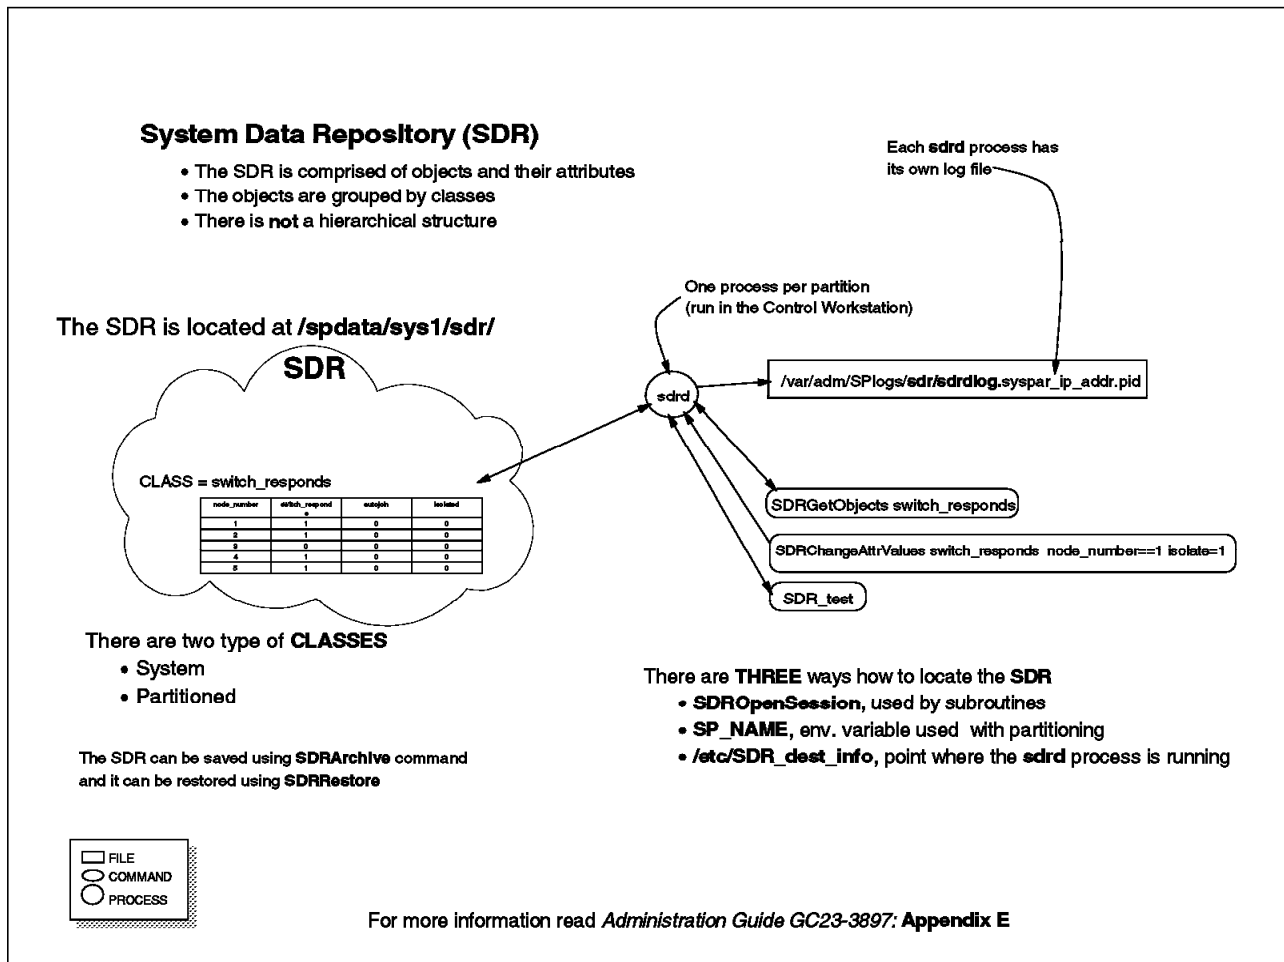 System Data Repository (SDR)
• The SDR is comprised of objects and their attributes
• The objects are grouped by classes
• There is not a hierarchical structure
Each sdrd process has
its own log file
One process per partition
(run in the Control Workstation)
The SDR is located at /spdata/sys1/sdr/
SDR
sdrd
/var/adm/SPlogs/sdr/sdrdlog.syspar_ip_addr.pid
CLASS = switch_responds
node_number switch_responds autojoin isolated
1 1 0 0
2 1 0 0
3 0 0 0
4 1 0 0
5 1 0 0
SDRGetObjects switch_responds
SDRChangeAttrValues switch_responds node_number==1 isolate=1
SDR_test
There are two type of CLASSES
• System
• Partitioned
The SDR can be saved using SDRArchive command
and it can be restored using SDRRestore
There are THREE ways how to locate the SDR
• SDROpenSession, used by subroutines
• SP_NAME, env. variable used with partitioning
• /etc/SDR_dest_info, point where the sdrd process is running
FILE
COMMAND
PROCESS
For more information read Administration Guide GC23-3897: Appendix E